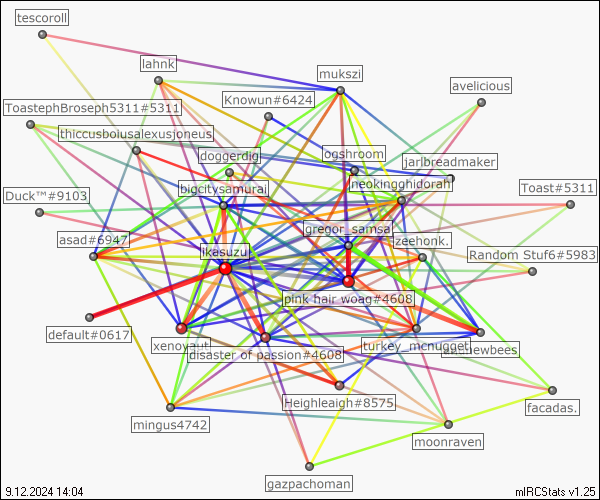 tescoroll
lahnk
mukszi
avelicious
Knowun#6424
ToastephBroseph5311#5311
thiccusbolusalexusjoneus
ogshroom
doggerdig
jarlbreadmaker
bigcitysamurai
neokingghidorah
Toast#5311
Duck™#9103
gregor_samsa
asad#6947
zeehonk.
ikesuzu
Random Stuf6#5983
pink hair woag#4608
default#0617
xenoyaut
turkey_mcnugget
disaster of passion#4608
Heighleigh#8575
facadas.
mingus4742
moonraven
gazpachoman
9.12.2024 14:04
mIRCStats v1.25